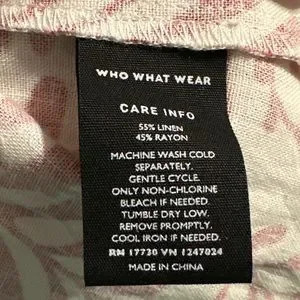 WHO WHAT WEAR
CARE INFO
55% LINEN
45% RAYON
MACHINE WASH COLD
SEPARATELY.
GENTLE CYCLE.
ONLY NON-CHLORINE
BLEACH IF NEEDED.
TUMBLE DRY LOW.
REMOVE PROMPTLY.
COOL IRON IF NEEDED.
RN 17730 VN 1247024
MADE IN CHINA